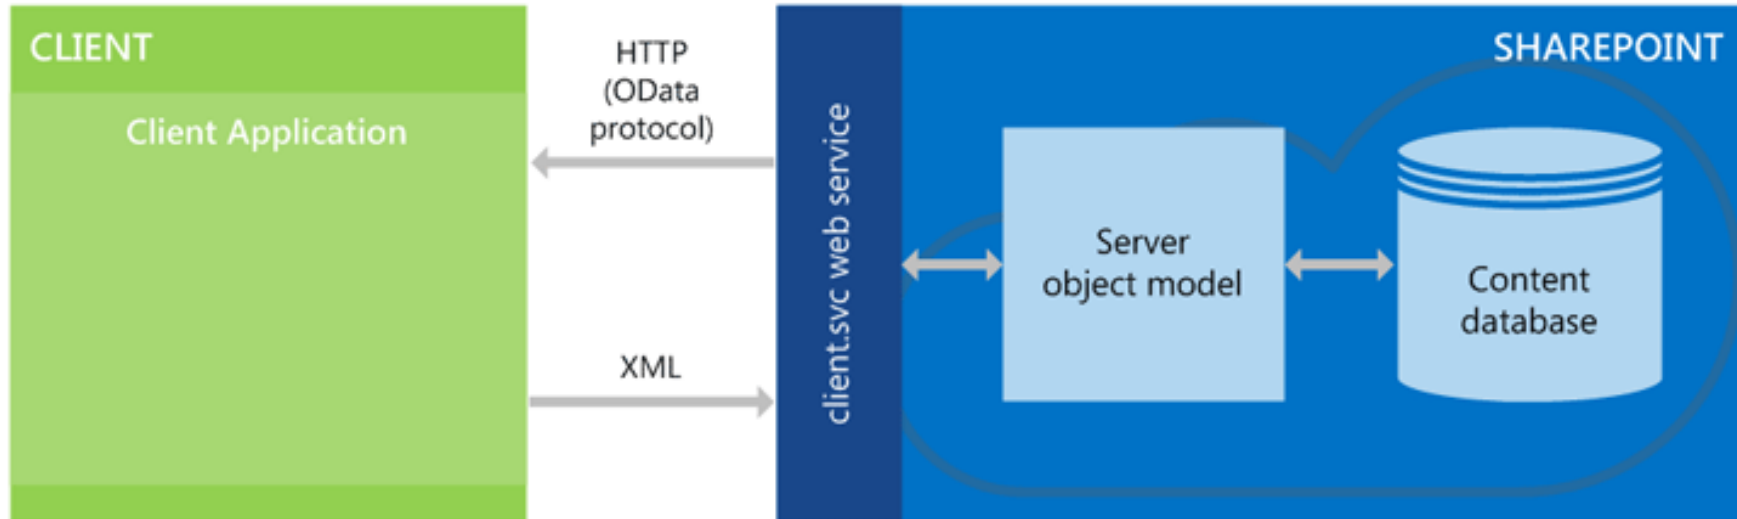 CLIENT
Client Application
HTTP
(OData
protocol)
XML
client.svc web service
SHAREPOINT
Server
object model
Content
database